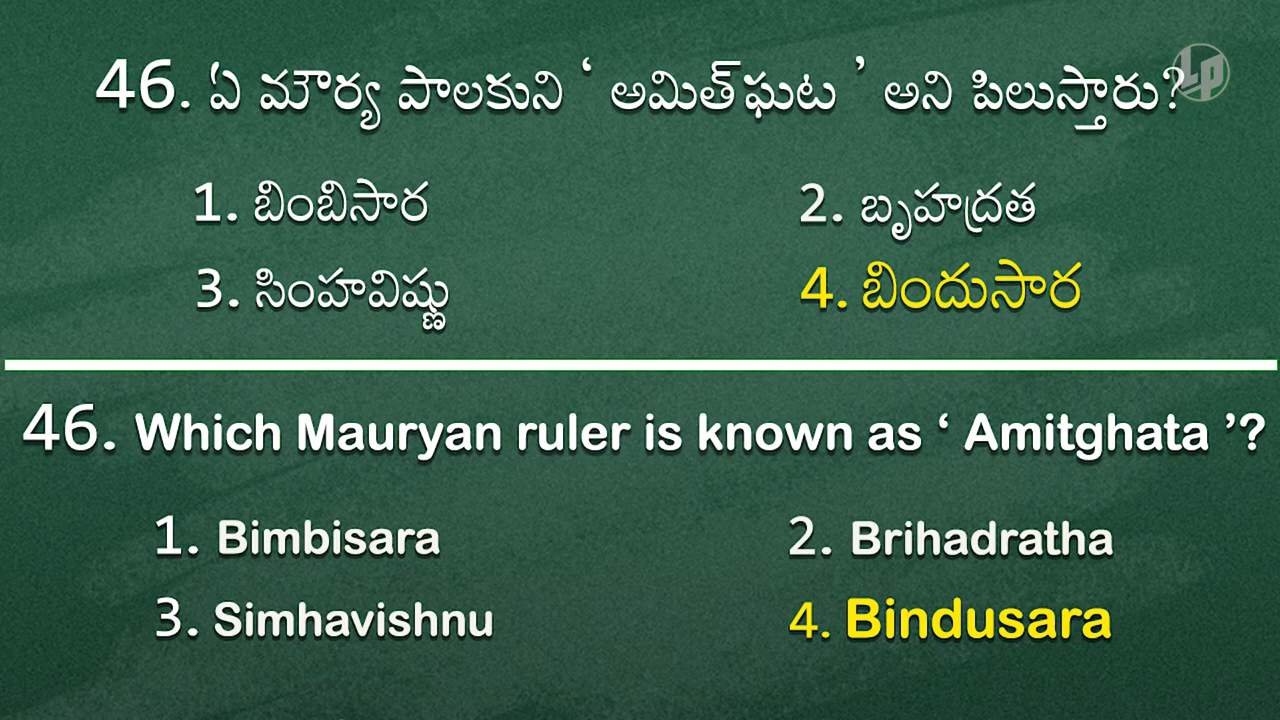 46. ఏ మౌర్య పాలకుని ‘ అమిత్‌ఘట ’ అని పిలుస్తారు?
LP
1. బింబిసార 2. బృహద్రత
3. సింహవిష్ణు 4. బిందుసార
46. Which Mauryan ruler is known as ‘ Amitghata ’?
1. Bimbisara 2. Brihadratha
3. Simhavishnu 4. Bindusara